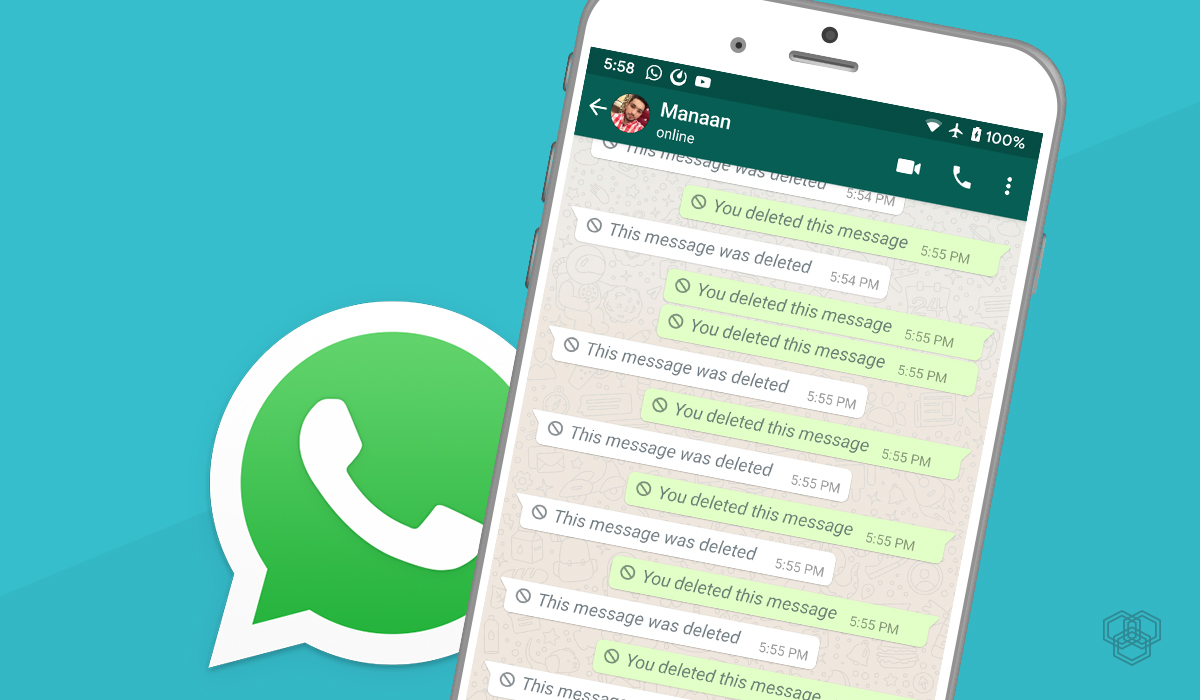 5:58
100%
Manaan
online
This message was deleted 5:54 PM
You deleted this message 5:55 PM
This message was deleted 5:54 PM
You deleted this message 5:55 PM
You deleted this message 5:55 PM
This message was deleted 5:55 PM
You deleted this message 5:55 PM
This message was deleted 5:55 PM
You deleted this message 5:55 PM
This message was deleted 5:55 PM
You deleted this message 5:55 PM
This message was deleted 5:55 PM
You deleted this message
This message